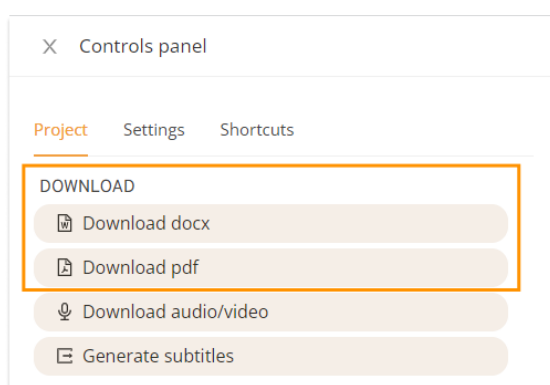 Controls panel
Project Settings Shortcuts
DOWNLOAD
Download docx
Download pdf
Download audio/video
Generate subtitles